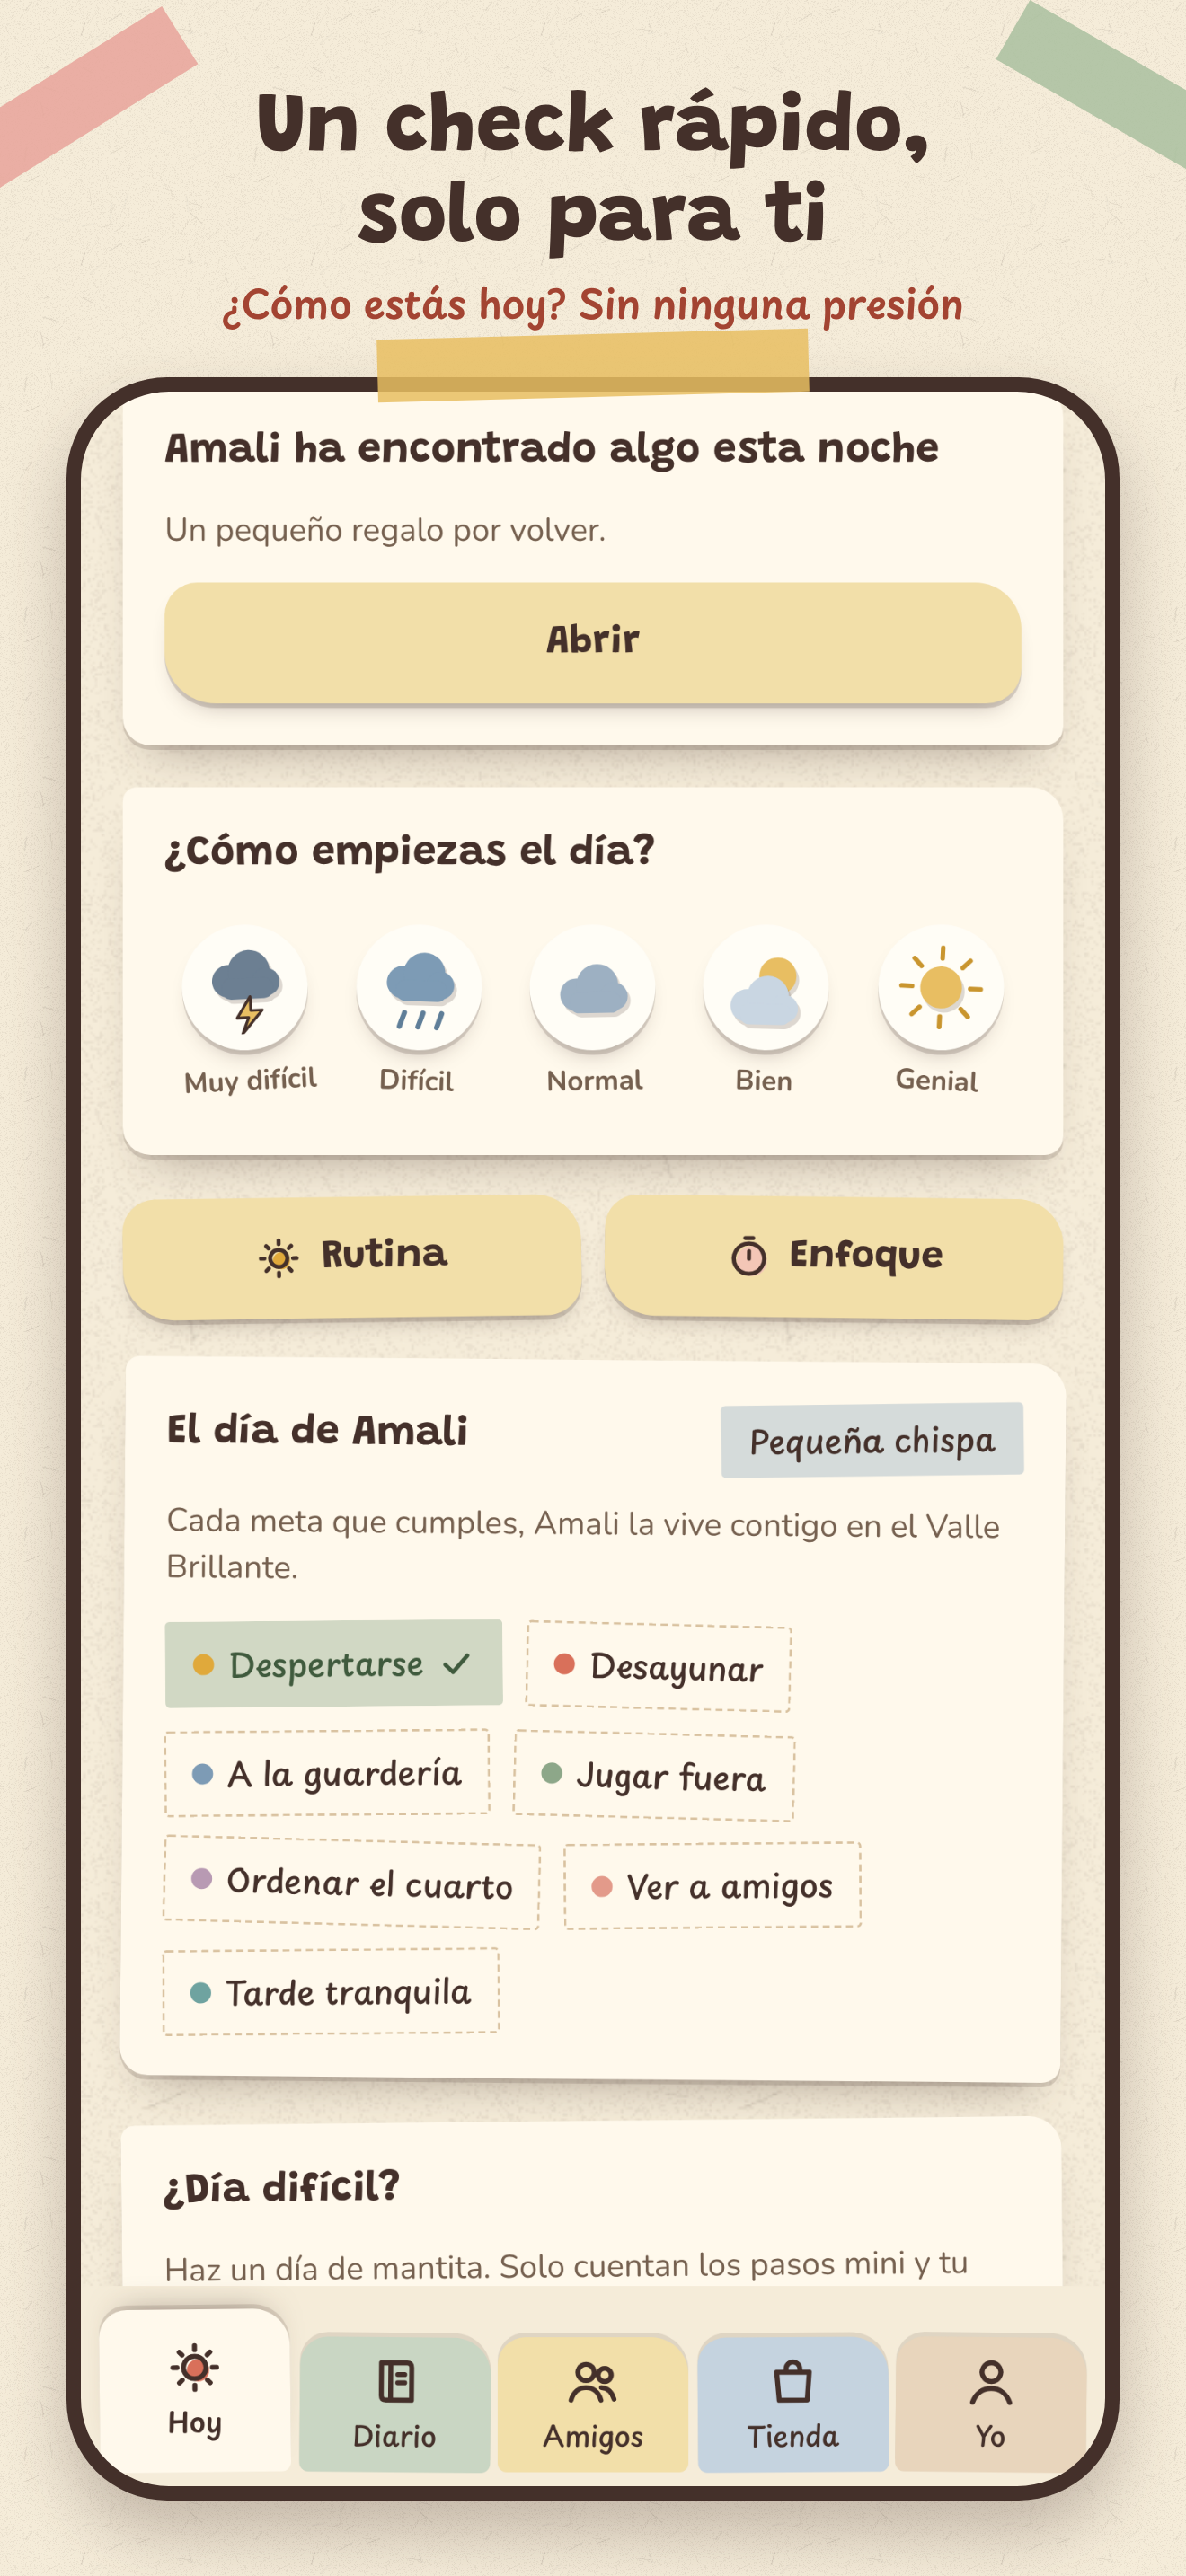 Un check rápido,
solo para ti
¿Cómo estás hoy? Sin ninguna presión
Amali ha encontrado algo esta noche
Un pequeño regalo por volver.
Abrir
¿Cómo empiezas el día?
Muy difícil
Difícil
Normal
Bien
Genial
Rutina
Enfoque
El día de Amali
Pequeña chispa
Cada meta que cumples, Amali la vive contigo en el Valle
Brillante.
Despertarse
Desayunar
A la guardería
Jugar fuera
Ordenar el cuarto
Ver a amigos
Tarde tranquila
¿Día difícil?
Haz un día de mantita. Solo cuentan los pasos mini y tu
Hoy
Diario
Amigos
Tienda
Yo